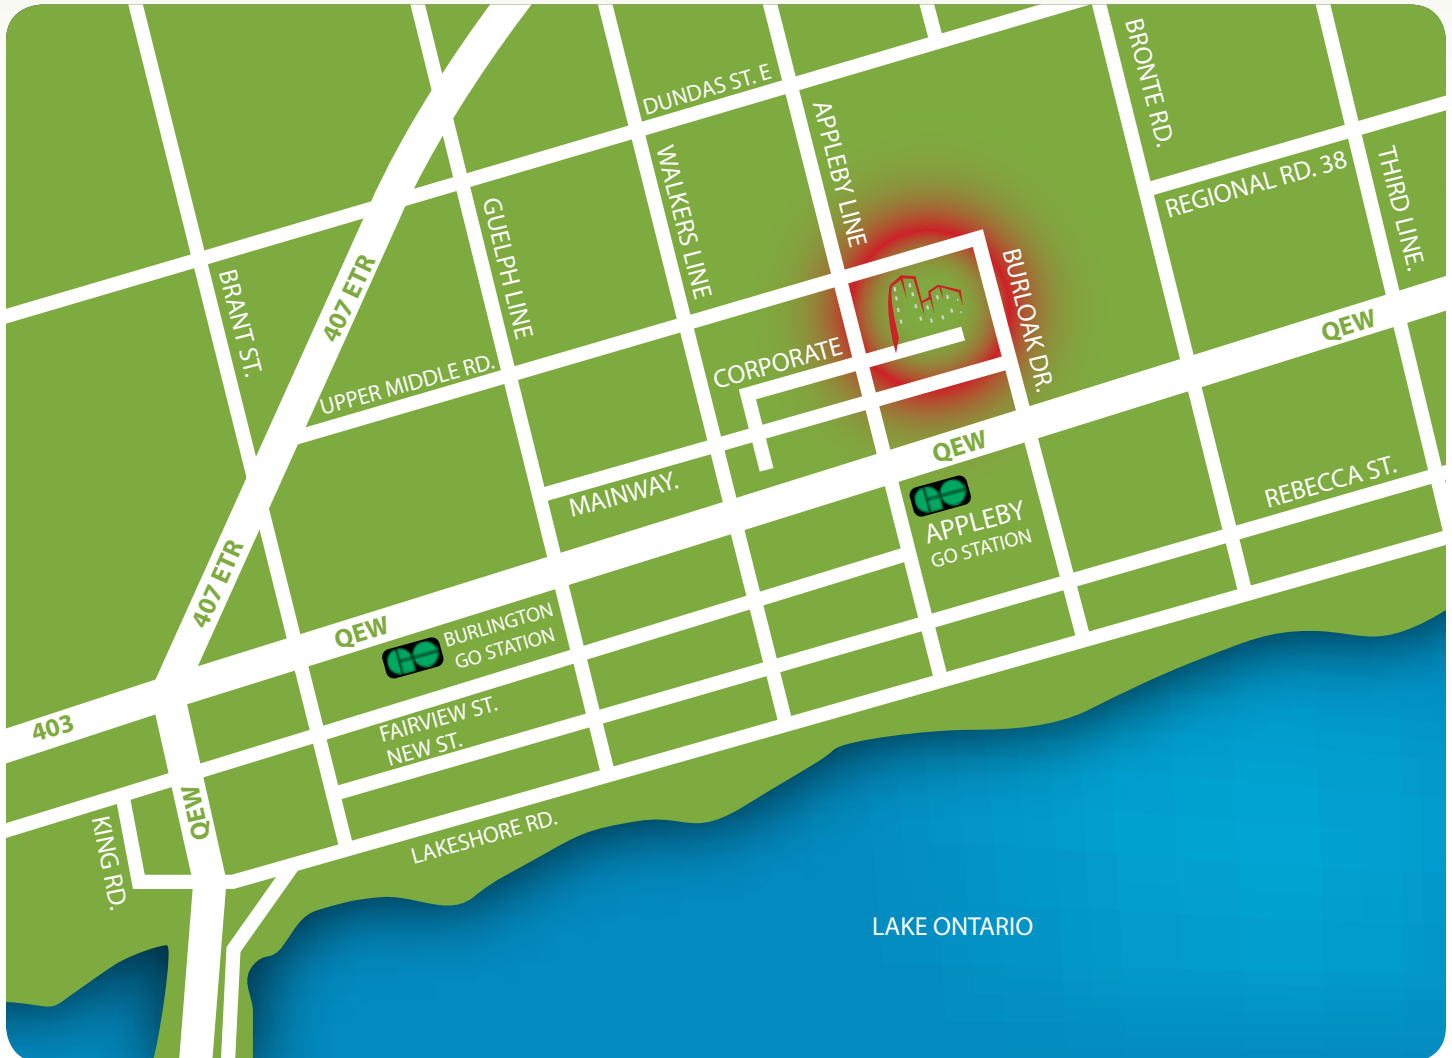 BRONTE RD.
DUNDAS ST. E
APPLEBY LINE
WALKERS LINE
REGIONAL RD. 38
THIRD LINE.
GUELPH LINE
BRANT ST.
407 ETR
BURLOAK DR.
QEW
CORPORATE
UPPER MIDDLE RD.
QEW
MAINWAY.
REBECCA ST.
APPLEBY
GO STATION
407 ETR
QEW
BURLINGTON
GO STATION
403
FAIRVIEW ST.
NEW ST.
QEW
KING RD.
LAKESHORE RD.
LAKE ONTARIO